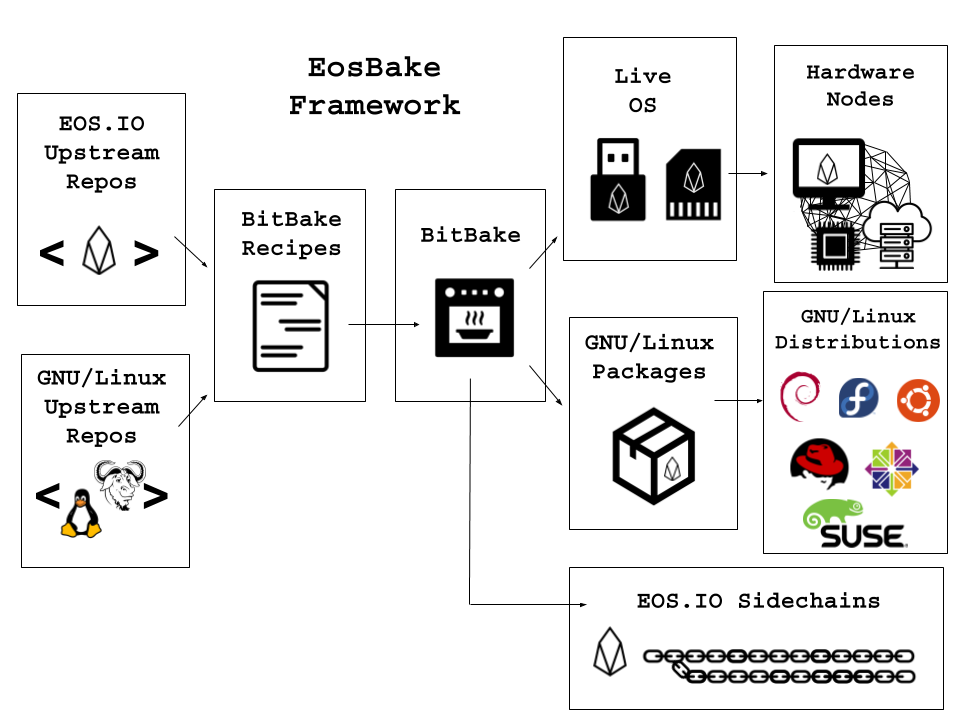 EosBake
Framework
EOS.IO
Upstream
Repos
< >
GNU/Linux
Upstream
Repos
< >
BitBake
Recipes
BitBake
Live
OS
Hardware
Nodes
GNU/Linux
Packages
GNU/Linux
Distributions
SUSE
EOS.IO Sidechains